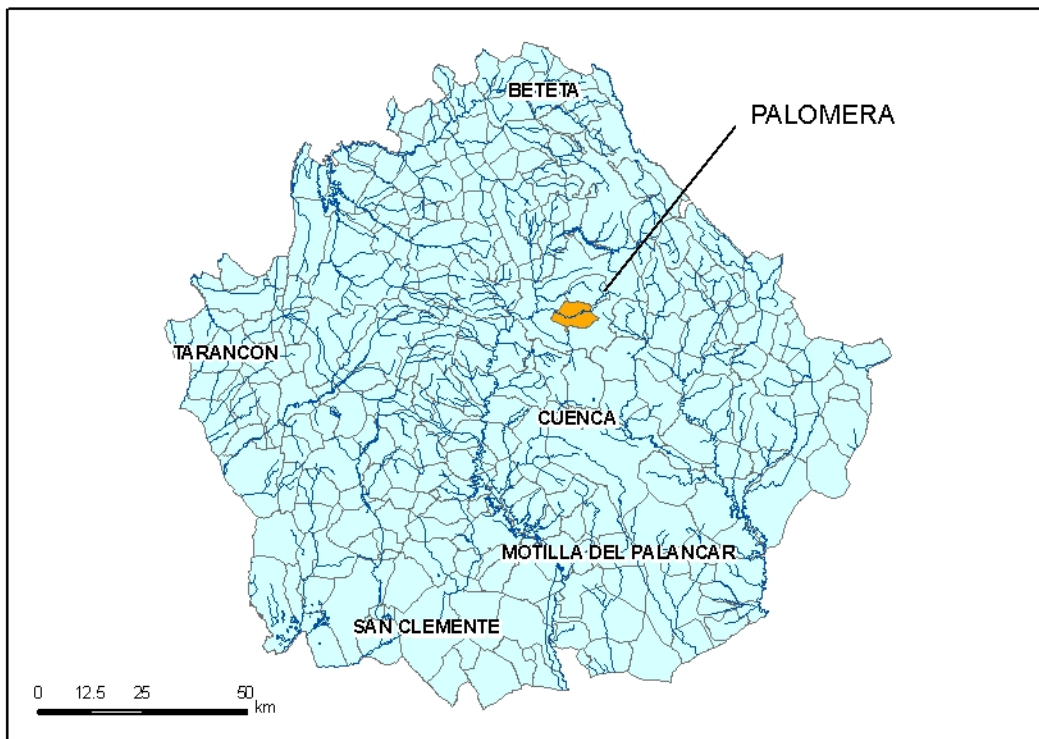 BETETA
PALOMERA
TARANCON
CUENCA
MOTILLA DEL PALANCAR
SAN CLEMENTE
0 12.5 25 50
km